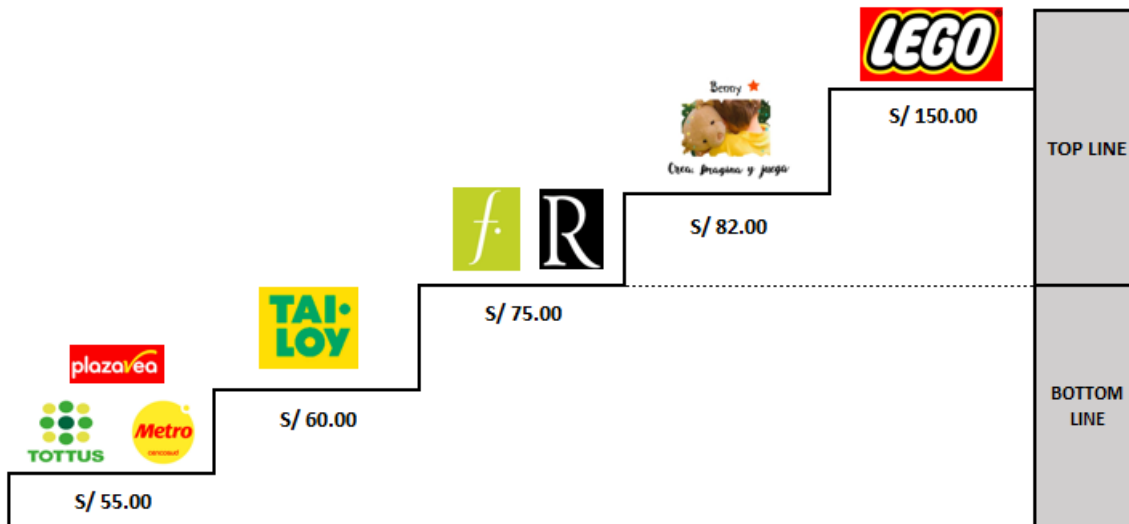 LEGO
S/ 150.00
TOP LINE
Benny
Crea, Imagina y juega
S/ 82.00
f.
R
S/ 75.00
TAI·
LOY
S/ 60.00
BOTTOM
LINE
plazavea
TOTTUS
Metro
cencosud
S/ 55.00